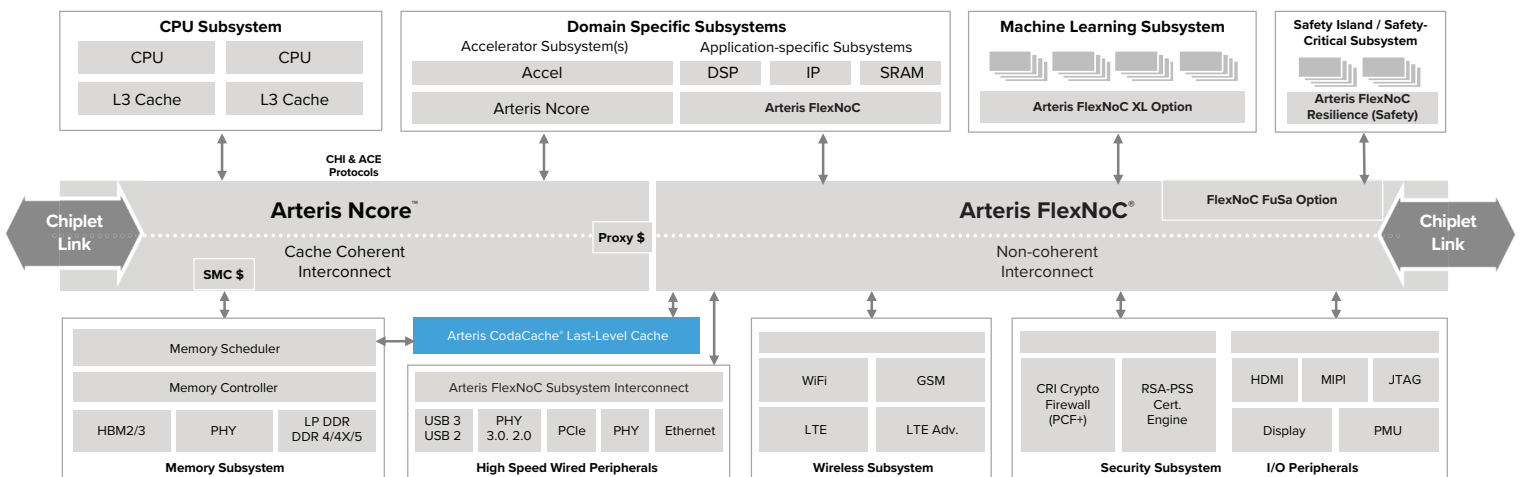 CPU Subsystem
CPU
CPU
L3 Cache
L3 Cache
Domain Specific Subsystems
Accelerator Subsystem(s)
Application-specific Subsystems
Accel
DSP
IP
SRAM
Arteris Ncore
Arteris FlexNoC
Machine Learning Subsystem
Arteris FlexNoC XL Option
Safety Island / Safety-
Critical Subsystem
Arteris FlexNoC
Resilience (Safety)
CHI & ACE
Protocols
Chiplet
Link
Arteris Ncore™
Cache Coherent
Interconnect
SMC $
Proxy $
Arteris FlexNoC®
Non-coherent
Interconnect
FlexNoC FuSa Option
Chiplet
Link
Memory Scheduler
Memory Controller
HBM2/3
PHY
LP DDR
DDR 4/4X/5
Memory Subsystem
Arteris CodaCache® Last-Level Cache
Arteris FlexNoC Subsystem Interconnect
USB 3
USB 2
PHY
3.0. 2.0
PCIe
PHY
Ethernet
High Speed Wired Peripherals
WiFi
GSM
LTE
LTE Adv.
Wireless Subsystem
CRI Crypto
Firewall
(PCF+)
RSA-PSS
Cert.
Engine
Security Subsystem
HDMI
MIPI
JTAG
Display
PMU
I/O Peripherals